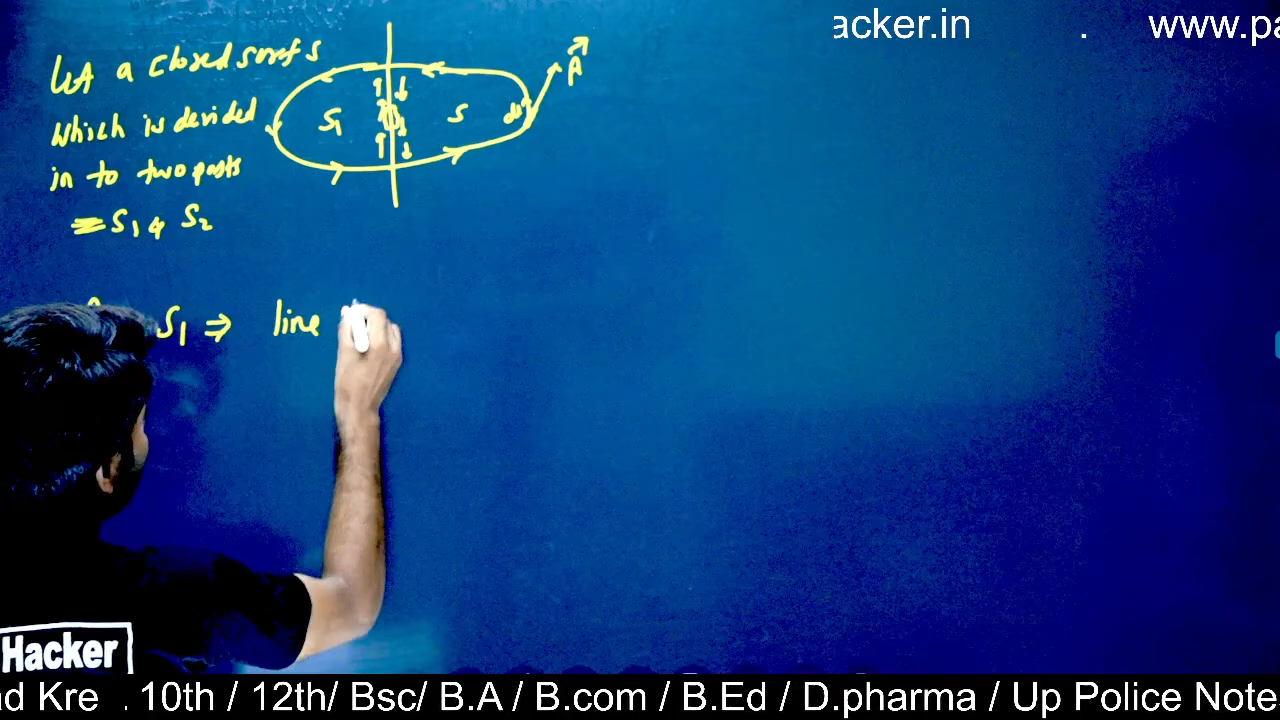 acker.in . www.pa
Let a closed surf S
which is devided
in to two parts
= S₁ & S₂
S₁ S ds A
S₁ ⇒ line
Hacker
ad Kre . 10th / 12th/ Bsc/ B.A / B.com / B.Ed / D.pharma / Up Police Note